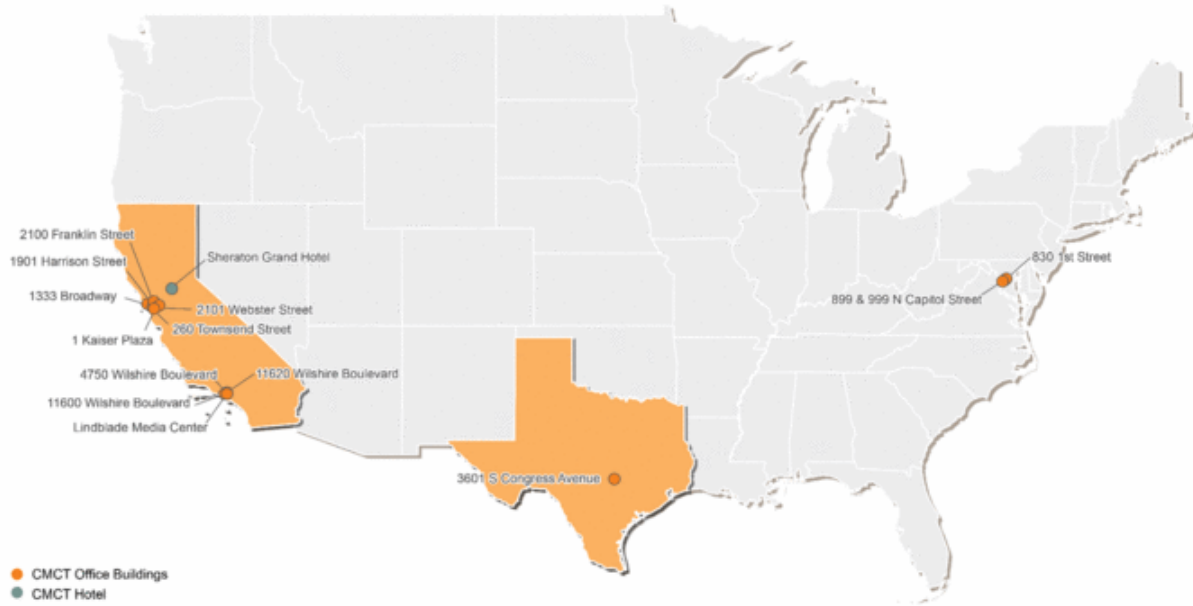 2100 Franklin Street
1901 Harrison Street
Sheraton Grand Hotel
830 1st Street
1333 Broadway
899 & 999 N Capitol Street
2101 Webster Street
260 Townsend Street
1 Kaiser Plaza
4750 Wilshire Boulevard
11620 Wilshire Boulevard
11600 Wilshire Boulevard
Lindblade Media Center
3601 S Congress Avenue
CMCT Office Buildings
CMCT Hotel